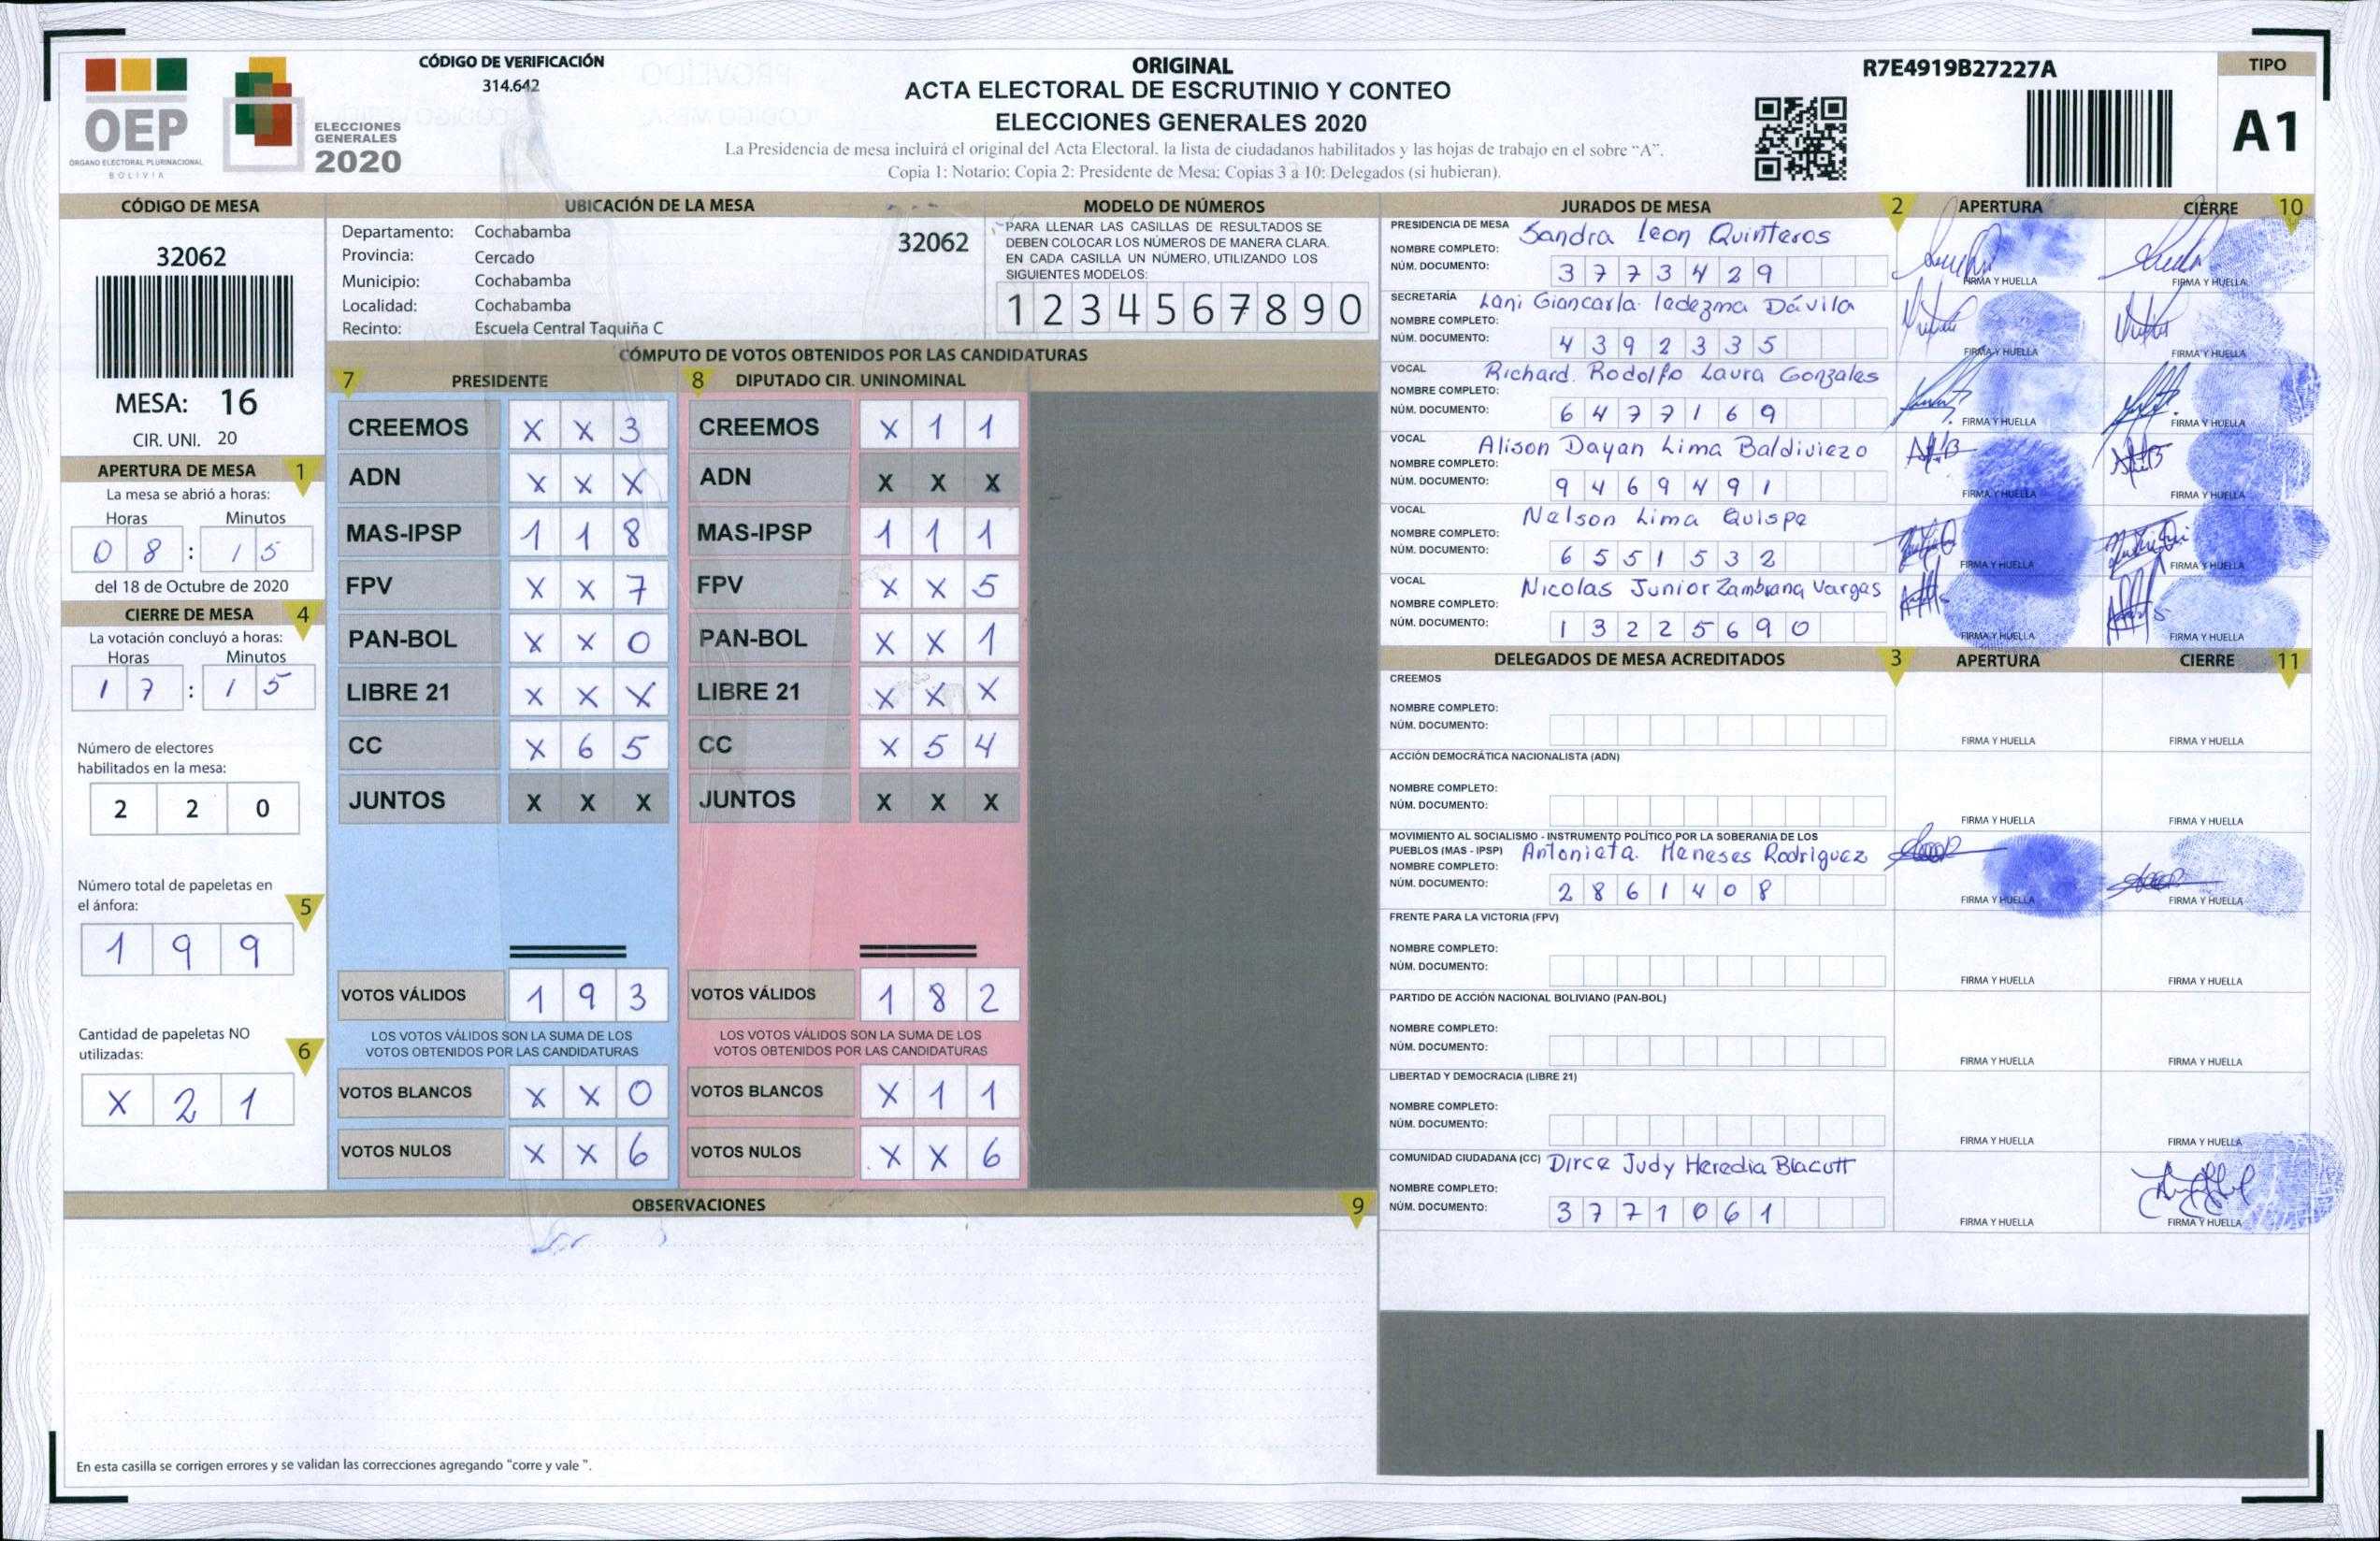 CÓDIGO DE VERIFICACIÓN
314.642
OEP
ÓRGANO ELECTORAL PLURINACIONAL
BOLIVIA
ELECCIONES
GENERALES
2020
ORIGINAL
ACTA ELECTORAL DE ESCRUTINIO Y CONTEO
ELECCIONES GENERALES 2020
La Presidencia de mesa incluirá el original del Acta Electoral. la lista de ciudadanos habilitados y las hojas de trabajo en el sobre “A”.
Copia 1: Notario: Copia 2: Presidente de Mesa: Copias 3 a 10: Delegados (si hubieran).
R7E4919B27227A
TIPO
A1
CÓDIGO DE MESA
32062
MESA: 16
CIR. UNI. 20
APERTURA DE MESA 1
La mesa se abrió a horas:
Horas Minutos
0 8 : 1 5
del 18 de Octubre de 2020
CIERRE DE MESA 4
La votación concluyó a horas:
Horas Minutos
1 7 : 1 5
Número de electores
habilitados en la mesa:
2 2 0
Número total de papeletas en
el ánfora: 5
1 9 9
Cantidad de papeletas NO
utilizadas: 6
X 2 1
UBICACIÓN DE LA MESA
Departamento: Cochabamba
Provincia: Cercado
Municipio: Cochabamba
Localidad: Cochabamba
Recinto: Escuela Central Taquiña C
32062
MODELO DE NÚMEROS
PARA LLENAR LAS CASILLAS DE RESULTADOS SE
DEBEN COLOCAR LOS NÚMEROS DE MANERA CLARA.
EN CADA CASILLA UN NÚMERO, UTILIZANDO LOS
SIGUIENTES MODELOS:
1 2 3 4 5 6 7 8 9 0
CÓMPUTO DE VOTOS OBTENIDOS POR LAS CANDIDATURAS
7 PRESIDENTE
CREEMOS X X 3
ADN X X X
MAS-IPSP 1 1 8
FPV X X 7
PAN-BOL X X 0
LIBRE 21 X X X
CC X 6 5
JUNTOS X X X
VOTOS VÁLIDOS 1 9 3
LOS VOTOS VÁLIDOS SON LA SUMA DE LOS
VOTOS OBTENIDOS POR LAS CANDIDATURAS
VOTOS BLANCOS X X 0
VOTOS NULOS X X 6
8 DIPUTADO CIR. UNINOMINAL
CREEMOS X 1 1
ADN X X X
MAS-IPSP 1 1 1
FPV X X 5
PAN-BOL X X 1
LIBRE 21 X X X
CC X 5 4
JUNTOS X X X
VOTOS VÁLIDOS 1 8 2
LOS VOTOS VÁLIDOS SON LA SUMA DE LOS
VOTOS OBTENIDOS POR LAS CANDIDATURAS
VOTOS BLANCOS X 1 1
VOTOS NULOS X X 6
OBSERVACIONES 9
En esta casilla se corrigen errores y se validan las correcciones agregando "corre y vale ".
JURADOS DE MESA 2 APERTURA CIERRE 10
PRESIDENCIA DE MESA Sandra Leon Quinteros
NOMBRE COMPLETO:
NÚM. DOCUMENTO: 3 7 7 3 4 2 9
FIRMA Y HUELLA FIRMA Y HUELLA
SECRETARÍA Lani Giancarla ledezma Dávila
NOMBRE COMPLETO:
NÚM. DOCUMENTO: 4 3 9 2 3 3 5
FIRMA Y HUELLA FIRMA Y HUELLA
VOCAL Richard Rodolfo Laura Gonzales
NOMBRE COMPLETO:
NÚM. DOCUMENTO: 6 4 7 7 1 6 9
FIRMA Y HUELLA FIRMA Y HUELLA
VOCAL Alison Dayan Lima Baldiviezo
NOMBRE COMPLETO:
NÚM. DOCUMENTO: 9 4 6 9 4 9 1
FIRMA Y HUELLA FIRMA Y HUELLA
VOCAL Nelson Lima Quispe
NOMBRE COMPLETO:
NÚM. DOCUMENTO: 6 5 5 1 5 3 2
FIRMA Y HUELLA FIRMA Y HUELLA
VOCAL Nicolas Junior Zambrana Vargas
NOMBRE COMPLETO:
NÚM. DOCUMENTO: 1 3 2 2 5 6 9 0
FIRMA Y HUELLA FIRMA Y HUELLA
DELEGADOS DE MESA ACREDITADOS 3 APERTURA CIERRE 11
CREEMOS
NOMBRE COMPLETO:
NÚM. DOCUMENTO:
FIRMA Y HUELLA FIRMA Y HUELLA
ACCIÓN DEMOCRÁTICA NACIONALISTA (ADN)
NOMBRE COMPLETO:
NÚM. DOCUMENTO:
FIRMA Y HUELLA FIRMA Y HUELLA
MOVIMIENTO AL SOCIALISMO - INSTRUMENTO POLÍTICO POR LA SOBERANIA DE LOS
PUEBLOS (MAS - IPSP) Antonieta Meneses Rodriguez
NOMBRE COMPLETO:
NÚM. DOCUMENTO: 2 8 6 1 4 0 8
FIRMA Y HUELLA FIRMA Y HUELLA
FRENTE PARA LA VICTORIA (FPV)
NOMBRE COMPLETO:
NÚM. DOCUMENTO:
FIRMA Y HUELLA FIRMA Y HUELLA
PARTIDO DE ACCIÓN NACIONAL BOLIVIANO (PAN-BOL)
NOMBRE COMPLETO:
NÚM. DOCUMENTO:
FIRMA Y HUELLA FIRMA Y HUELLA
LIBERTAD Y DEMOCRACIA (LIBRE 21)
NOMBRE COMPLETO:
NÚM. DOCUMENTO:
FIRMA Y HUELLA FIRMA Y HUELLA
COMUNIDAD CIUDADANA (CC) Dirce Judy Heredia Blacutt
NOMBRE COMPLETO:
NÚM. DOCUMENTO: 3 7 7 1 0 6 1
FIRMA Y HUELLA FIRMA Y HUELLA